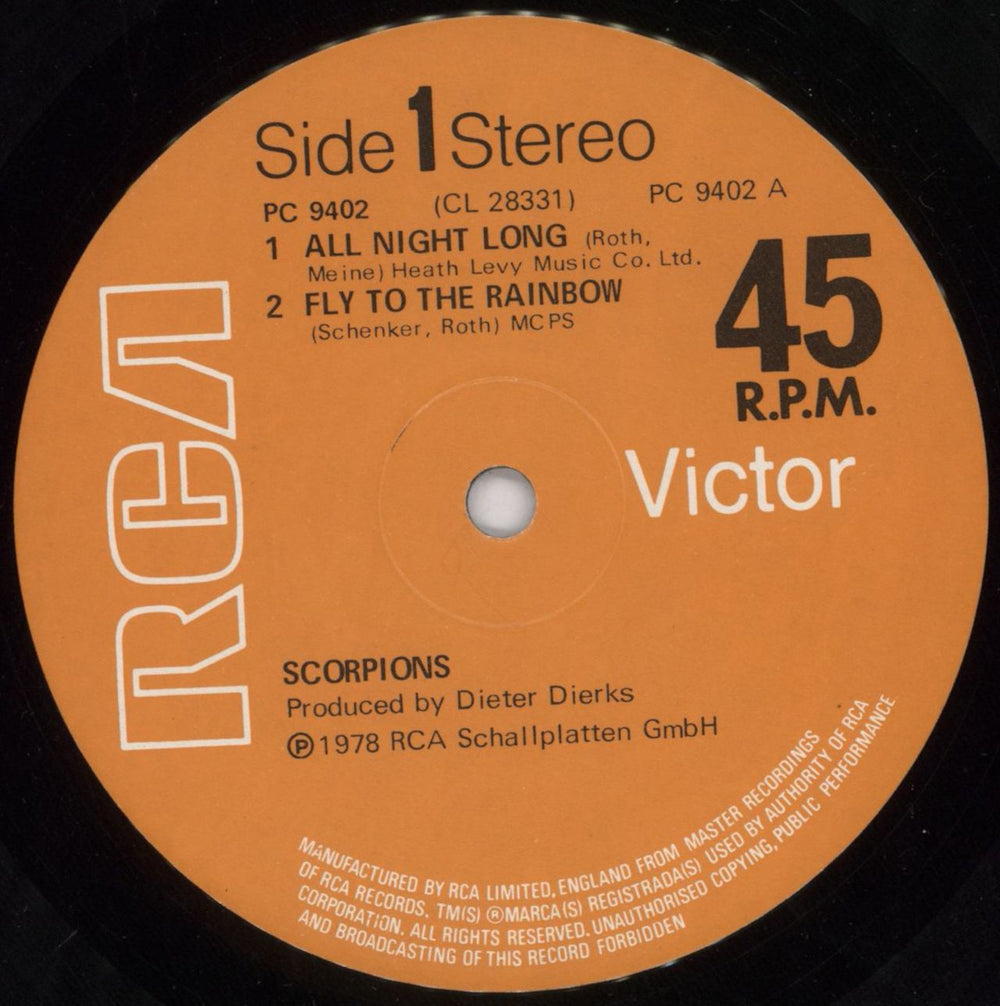 Side 1 Stereo
PC 9402 (CL 28331) PC 9402 A
1 ALL NIGHT LONG (Roth,
Meine) Heath Levy Music Co. Ltd.
2 FLY TO THE RAINBOW
(Schenker, Roth) MCPS
45
R.P.M.
RCA
Victor
SCORPIONS
Produced by Dieter Dierks
℗ 1978 RCA Schallplatten GmbH
MANUFACTURED BY RCA LIMITED, ENGLAND FROM MASTER RECORDINGS
OF RCA RECORDS. TM(S) ® MARCA(S) REGISTRADA(S) USED BY AUTHORITY OF RCA
CORPORATION. ALL RIGHTS RESERVED. UNAUTHORISED COPYING, PUBLIC PERFORMANCE
AND BROADCASTING OF THIS RECORD FORBIDDEN